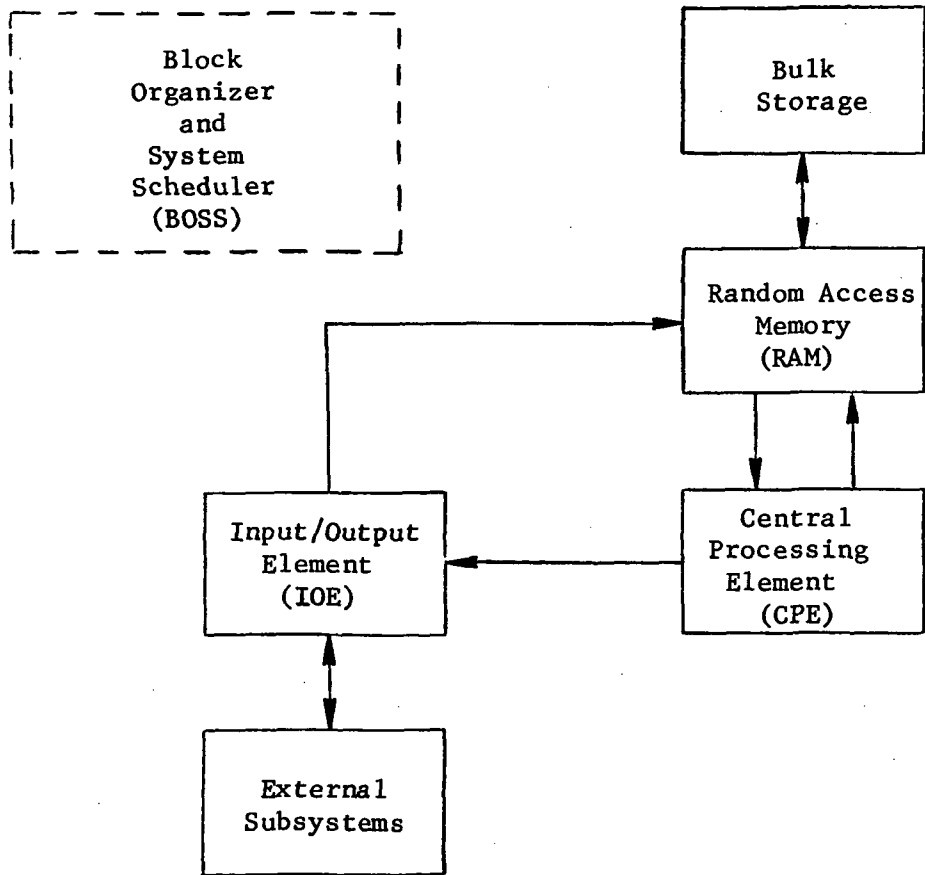 Block
Organizer
and
System
Scheduler
(BOSS)
Bulk
Storage
Random Access
Memory
(RAM)
Input/Output
Element
(IOE)
Central
Processing
Element
(CPE)
External
Subsystems